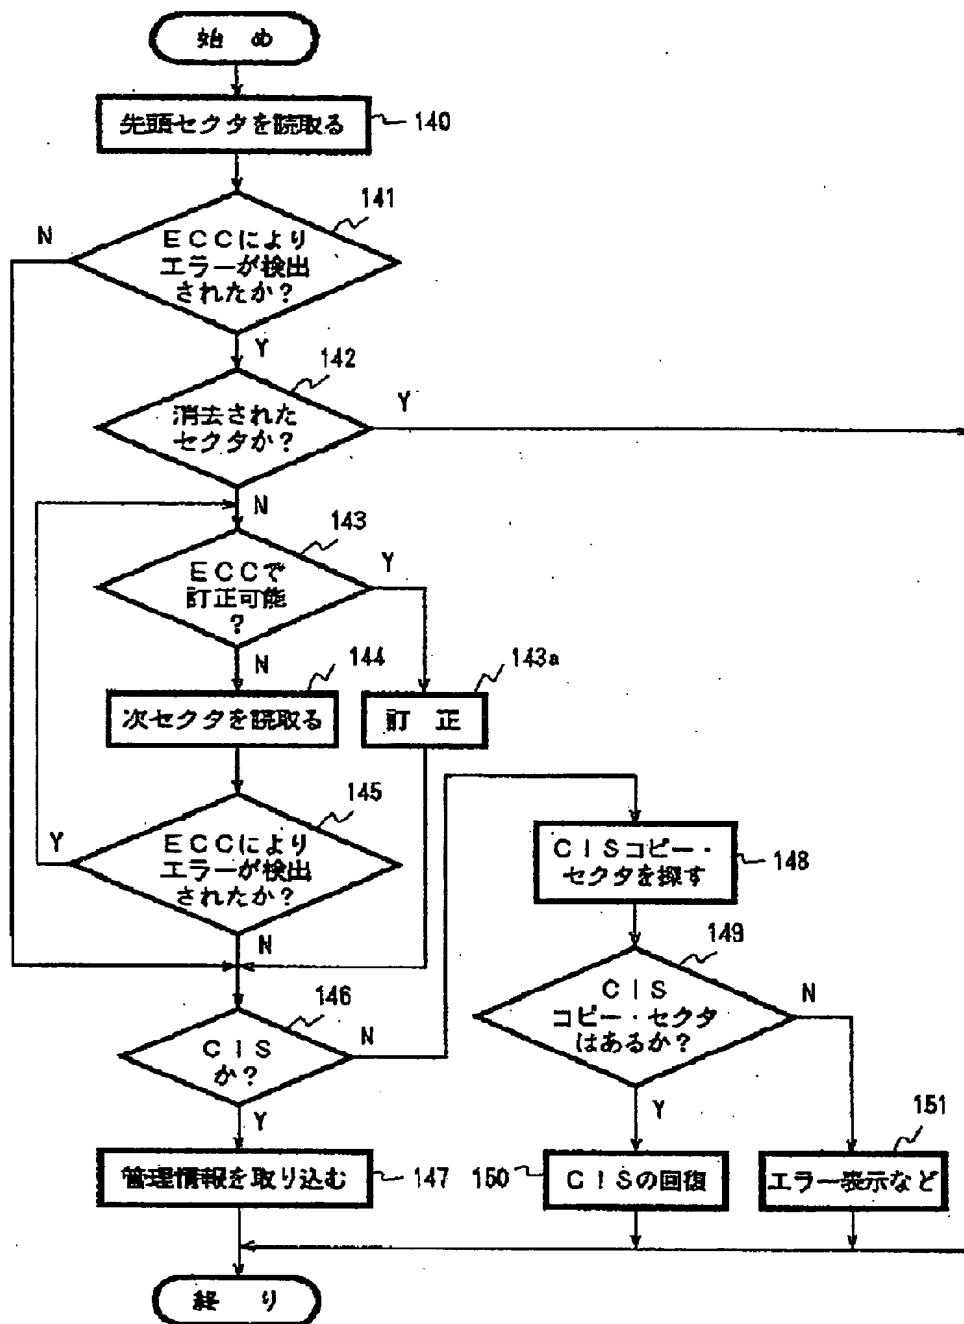 始 め
先頭セクタを読取る
140
141
N
ECCにより
エラーが検出
されたか?
Y
142
消去された
セクタか?
Y
N
143
ECCで
訂正可能
?
Y
N
144
143a
次セクタを読取る
訂 正
145
Y
ECCにより
エラーが検出
されたか?
N
CISコピー・
セクタを探す
148
149
CIS
コピー・セクタ
はあるか?
N
146
CIS
か?
N
Y
Y
151
管理情報を取り込む
147
150
CISの回復
エラー表示など
終 り